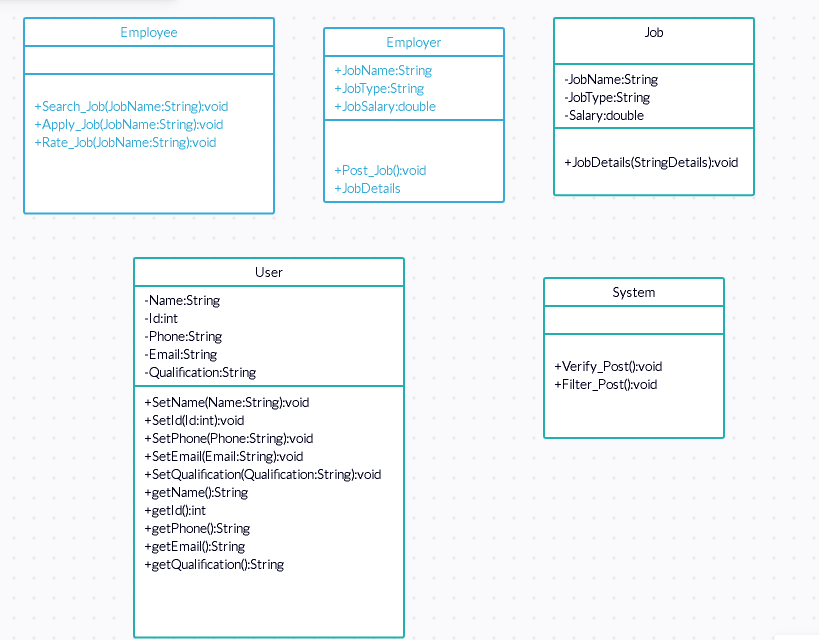 Employee
+Search_Job(JobName:String):void
+Apply_Job(JobName:String):void
+Rate_Job(JobName:String):void
Employer
+JobName:String
+JobType:String
+JobSalary:double
+Post_Job():void
+JobDetails
Job
-JobName:String
-JobType:String
-Salary:double
+JobDetails(StringDetails):void
User
-Name:String
-Id:int
-Phone:String
-Email:String
-Qualification:String
+SetName(Name:String):void
+SetId(Id:int):void
+SetPhone(Phone:String):void
+SetEmail(Email:String):void
+SetQualification(Qualification:String):void
+getName():String
+getId():int
+getPhone():String
+getEmail():String
+getQualification():String
System
+Verify_Post():void
+Filter_Post():void